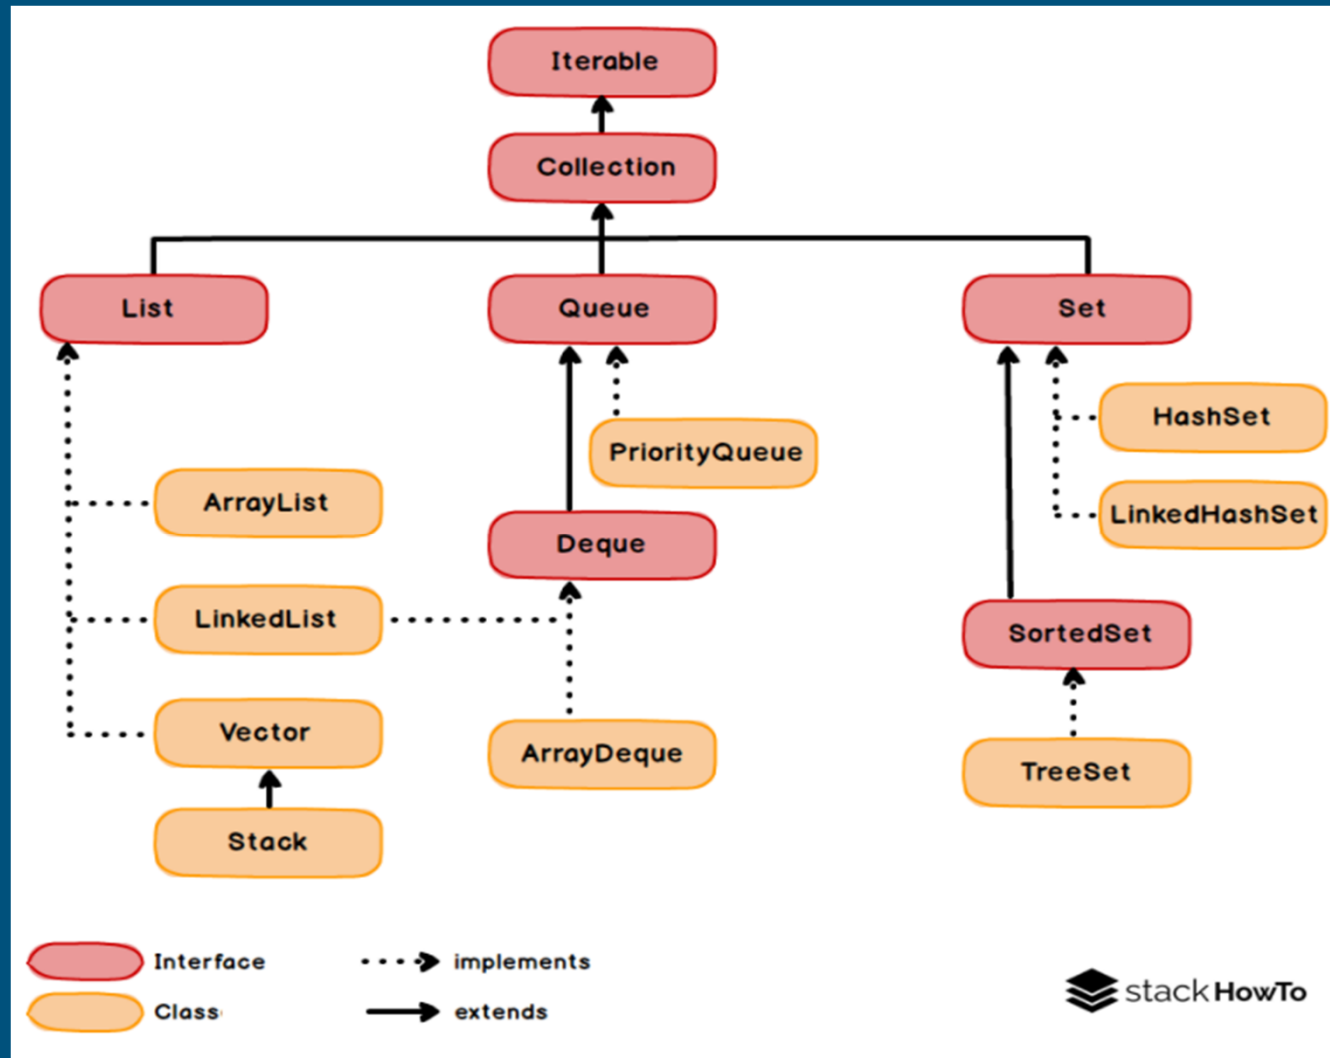 Iterable
Collection
List
Queue
Set
HashSet
PriorityQueue
ArrayList
LinkedHashSet
Deque
LinkedList
SortedSet
Vector
ArrayDeque
TreeSet
Stack
Interface
implements
Class
extends
stack HowTo